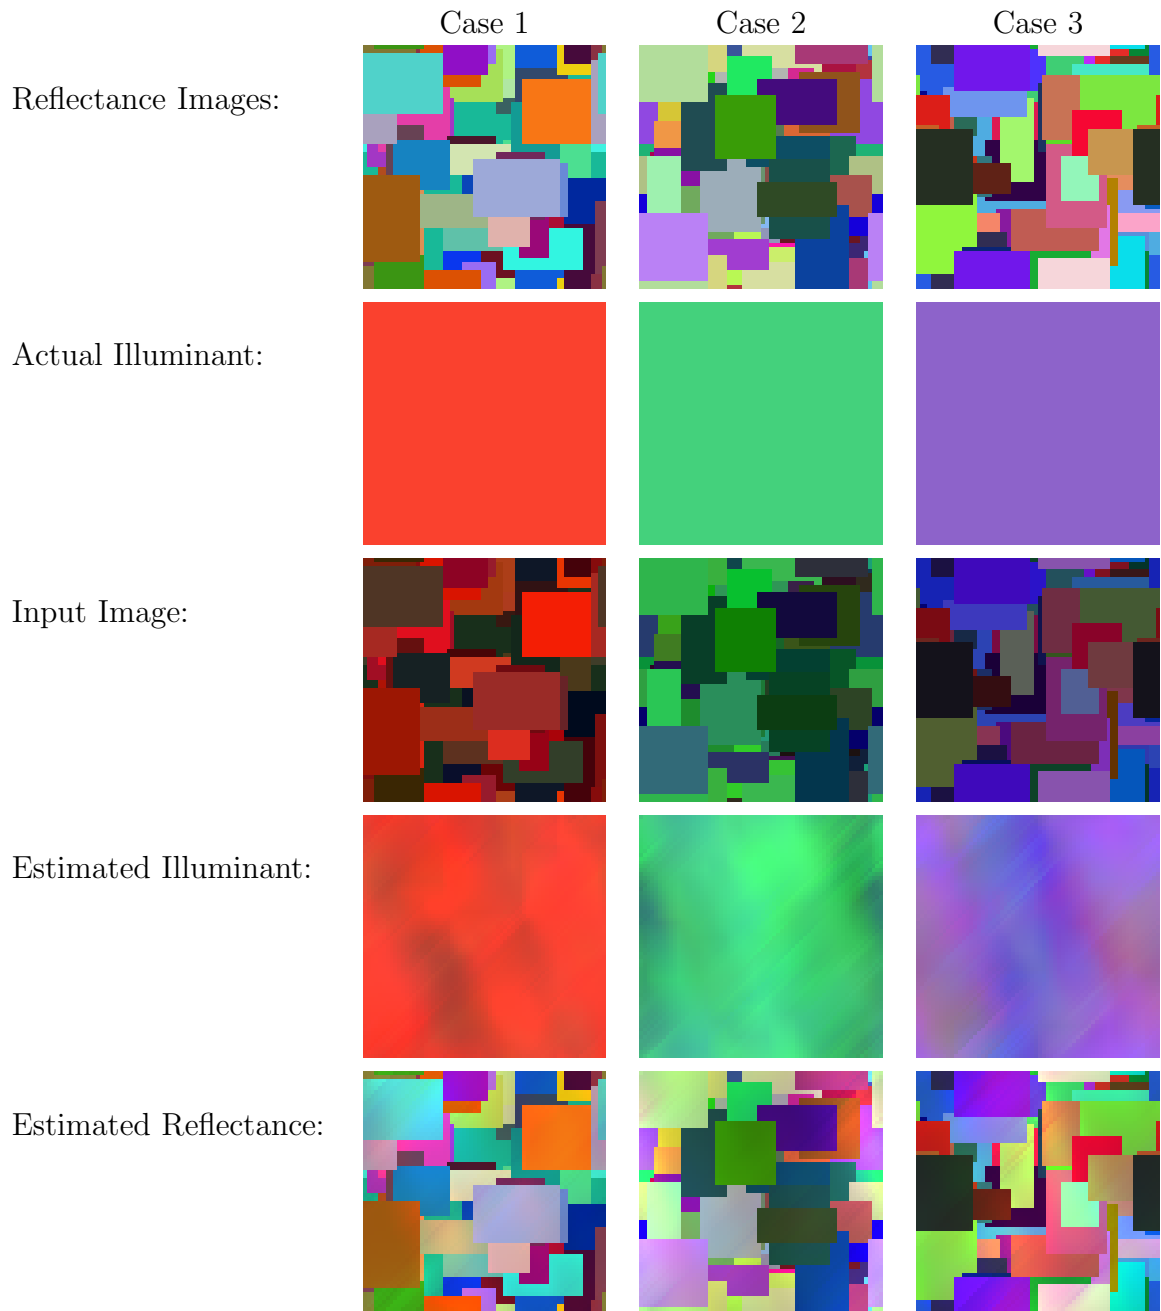 Case 1 Case 2 Case 3
Reflectance Images:
Actual Illuminant:
Input Image:
Estimated Illuminant:
Estimated Reflectance: